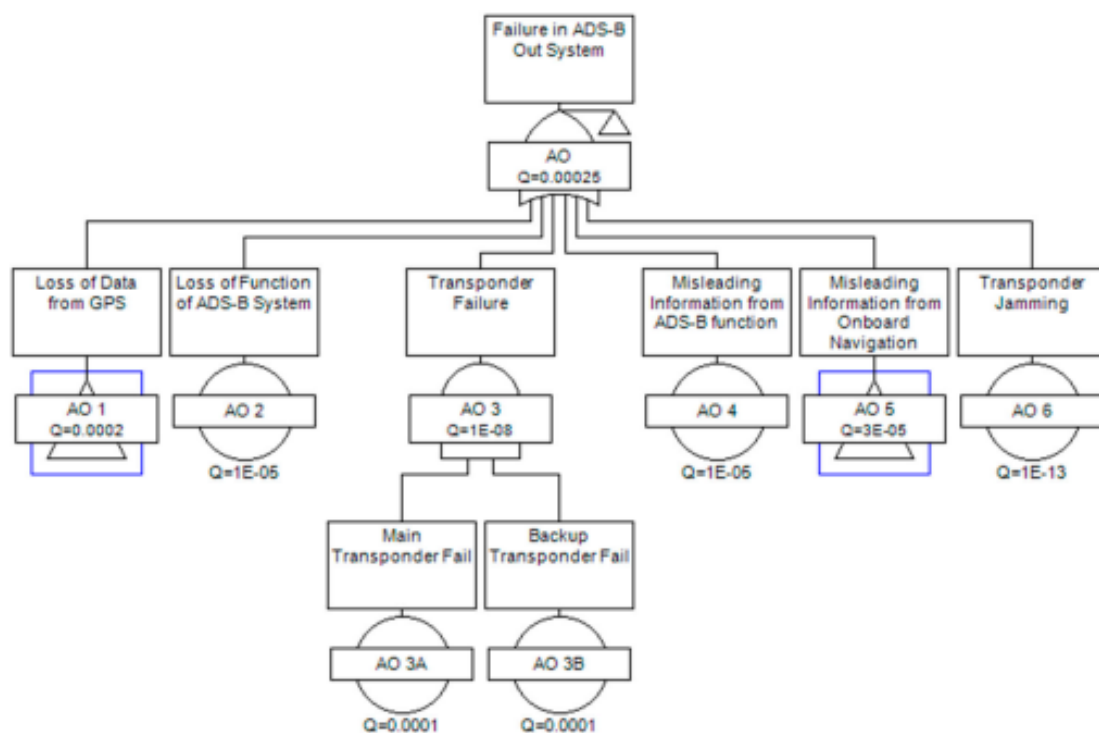 Failure in ADS-B
Out System
AO
Q=0.00025
Loss of Data
from GPS
AO 1
Q=0.0002
Loss of Function
of ADS-B System
AO 2
Q=1E-05
Transponder
Failure
AO 3
Q=1E-08
Misleading
Information from
ADS-B function
AO 4
Q=1E-05
Misleading
Information from
Onboard
Navigation
AO 5
Q=3E-05
Transponder
Jamming
AO 6
Q=1E-13
Main
Transponder Fail
AO 3A
Q=0.0001
Backup
Transponder Fail
AO 3B
Q=0.0001